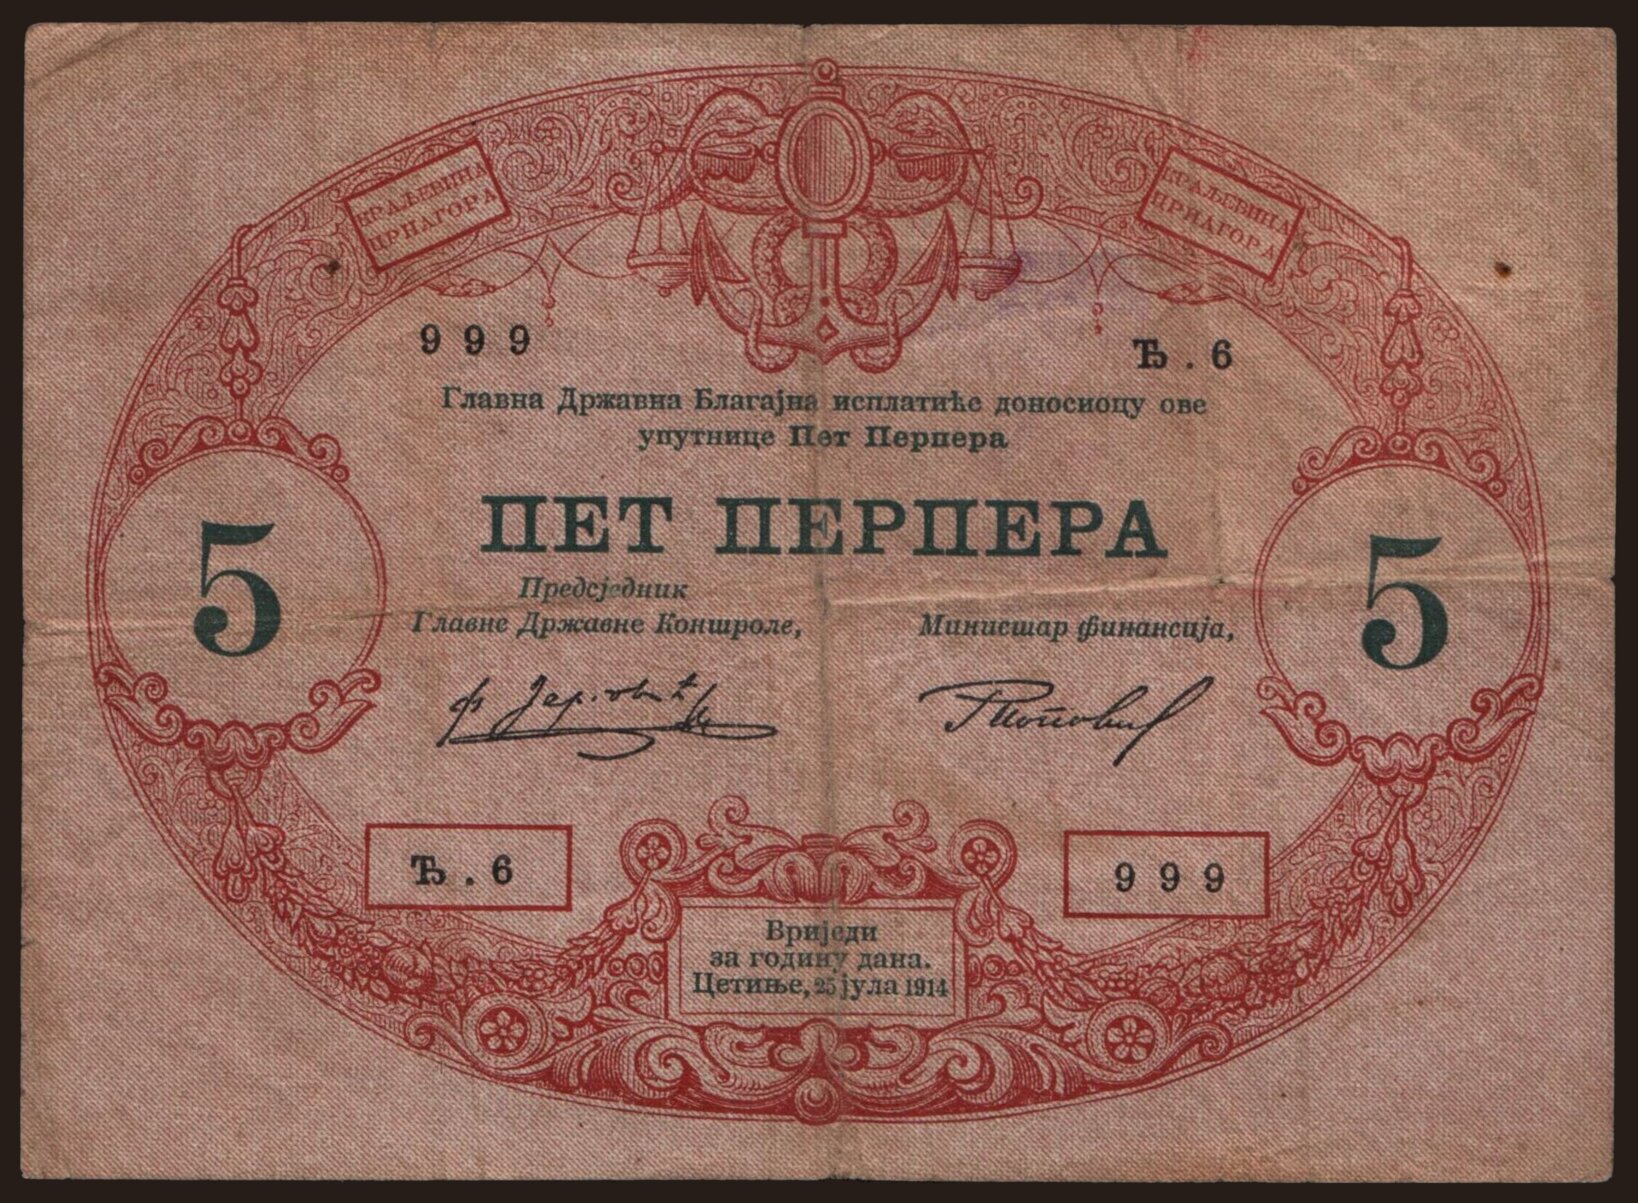 КРАЉЕВИНА
ЦРНАГОРА
КРАЉЕВИНА
ЦРНАГОРА
999
Ђ. 6
Главна Државна Благајна исплатиће доносиоцу ове
упутнице Пет Перпера
ПЕТ ПЕРПЕРА
5
5
Предсједник
Главне Државне Контроле,
Министар финансија,
Ђ. 6
999
Вриједи
за годину дана.
Цетиње, 25 јула 1914